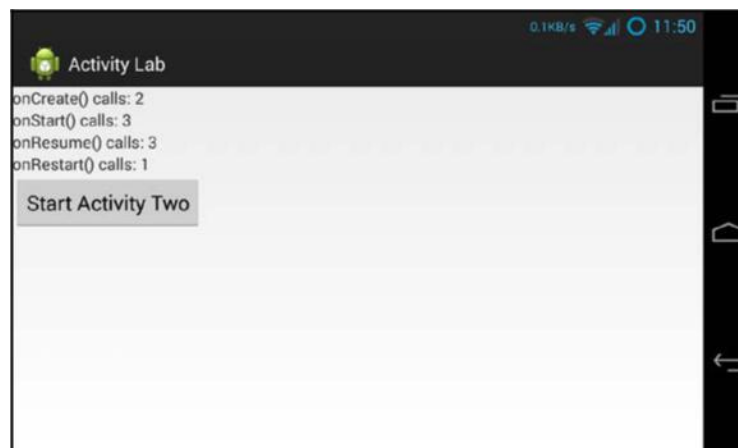 0.1KB/s 11:50
Activity Lab
onCreate() calls: 2
onStart() calls: 3
onResume() calls: 3
onRestart() calls: 1
Start Activity Two